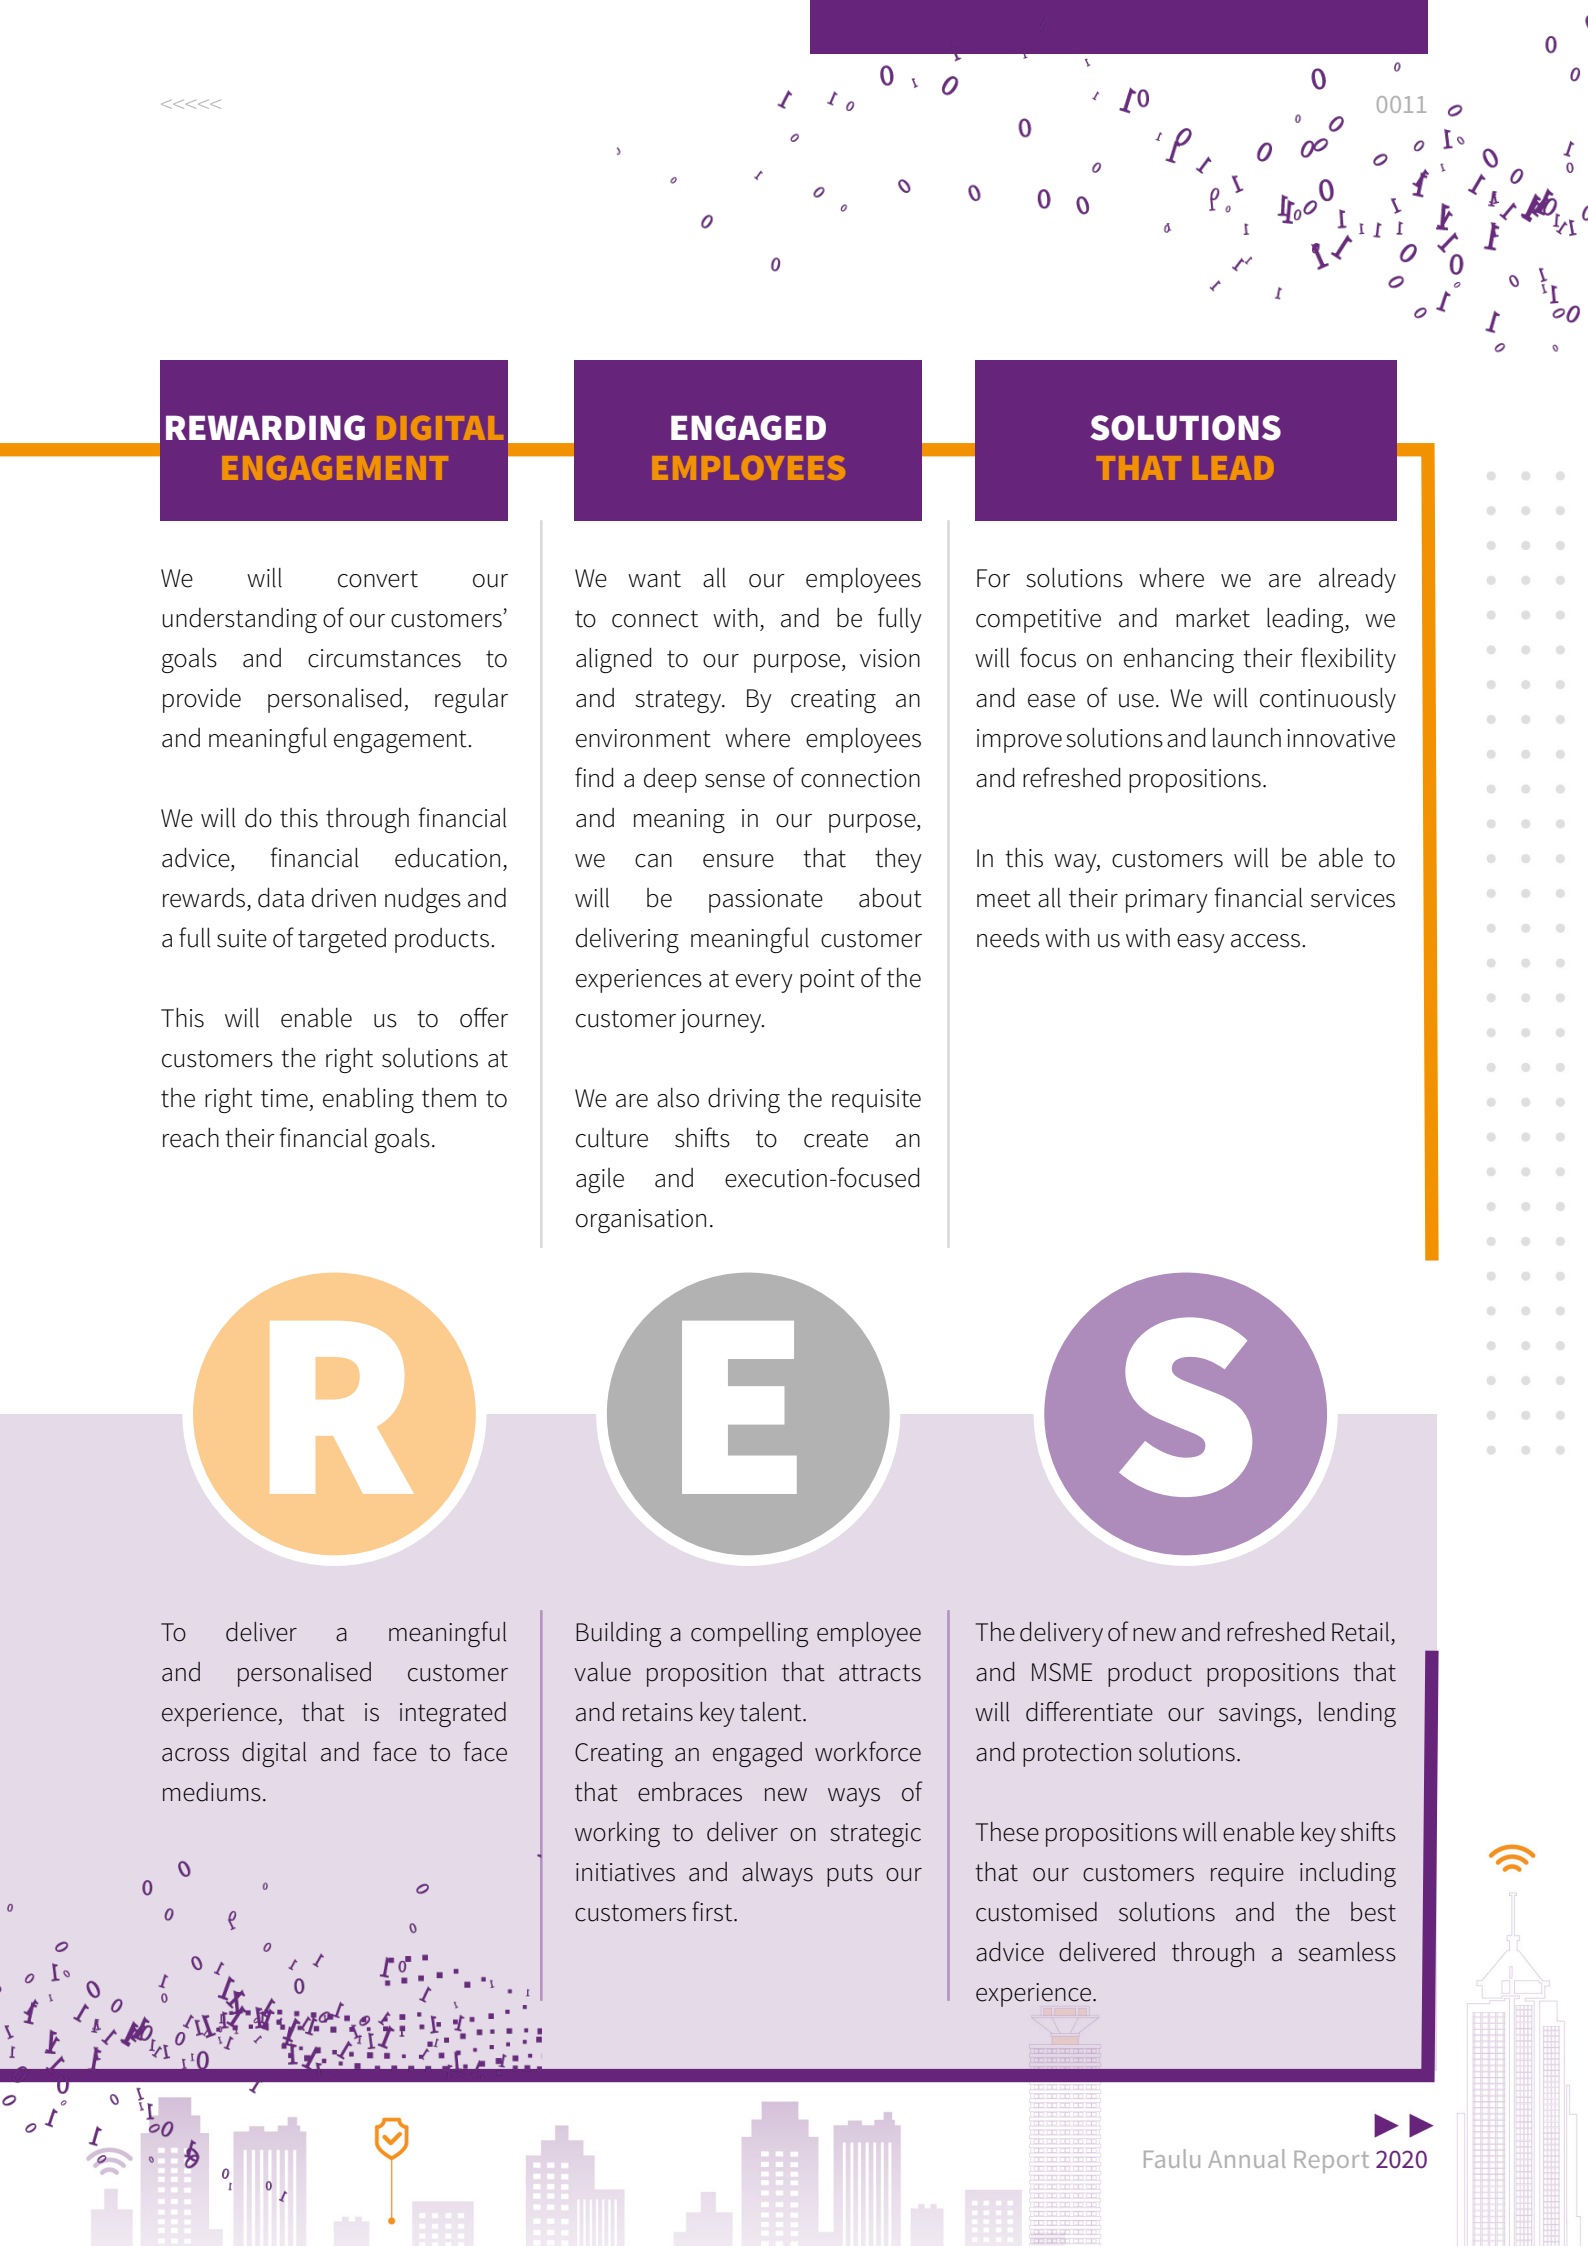 <<<<<
0011
REWARDING DIGITAL
ENGAGEMENT
We will convert our
understanding of our customers’
goals and circumstances to
provide personalised, regular
and meaningful engagement.
We will do this through financial
advice, financial education,
rewards, data driven nudges and
a full suite of targeted products.
This will enable us to offer
customers the right solutions at
the right time, enabling them to
reach their financial goals.
ENGAGED
EMPLOYEES
We want all our employees
to connect with, and be fully
aligned to our purpose, vision
and strategy. By creating an
environment where employees
find a deep sense of connection
and meaning in our purpose,
we can ensure that they
will be passionate about
delivering meaningful customer
experiences at every point of the
customer journey.
We are also driving the requisite
culture shifts to create an
agile and execution-focused
organisation.
SOLUTIONS
THAT LEAD
For solutions where we are already
competitive and market leading, we
will focus on enhancing their flexibility
and ease of use. We will continuously
improve solutions and launch innovative
and refreshed propositions.
In this way, customers will be able to
meet all their primary financial services
needs with us with easy access.
R
To deliver a meaningful
and personalised customer
experience, that is integrated
across digital and face to face
mediums.
E
Building a compelling employee
value proposition that attracts
and retains key talent.
Creating an engaged workforce
that embraces new ways of
working to deliver on strategic
initiatives and always puts our
customers first.
S
The delivery of new and refreshed Retail,
and MSME product propositions that
will differentiate our savings, lending
and protection solutions.
These propositions will enable key shifts
that our customers require including
customised solutions and the best
advice delivered through a seamless
experience.
Faulu Annual Report 2020